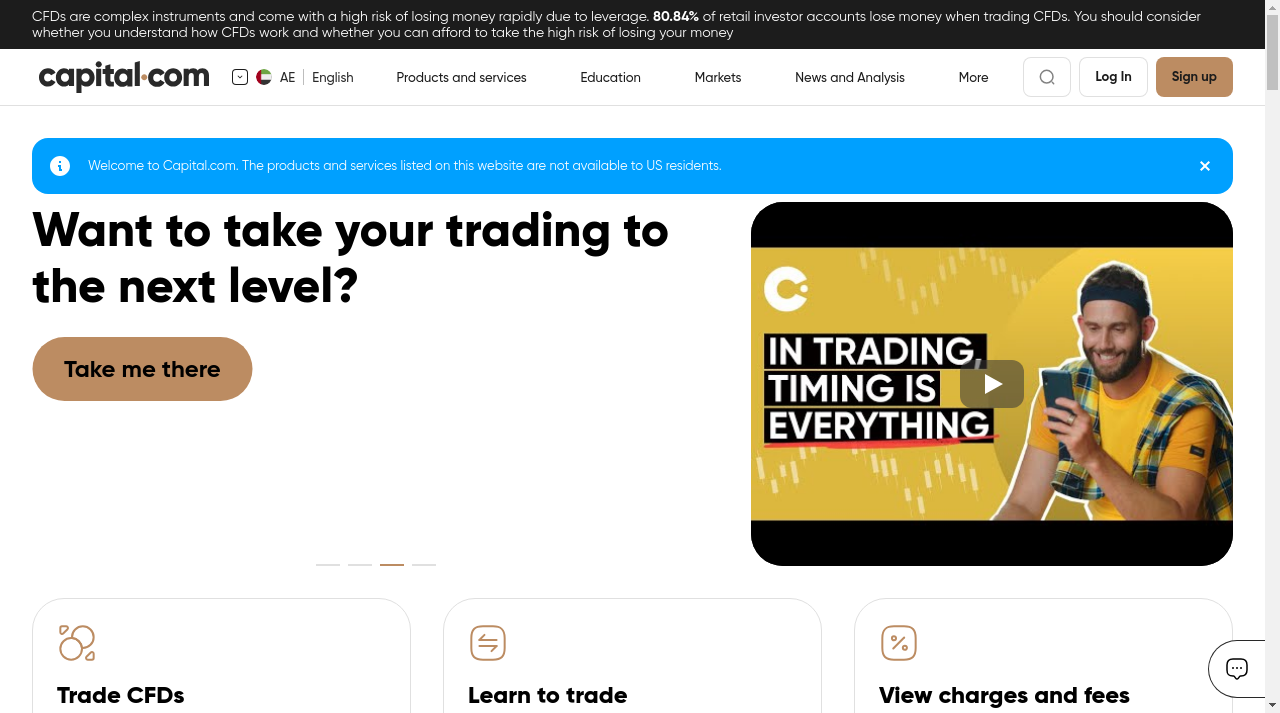 CFDs are complex instruments and come with a high risk of losing money rapidly due to leverage. 80.84% of retail investor accounts lose money when trading CFDs. You should consider
whether you understand how CFDs work and whether you can afford to take the high risk of losing your money
capital.com
AE
English
Products and services
Education
Markets
News and Analysis
More
Log In
Sign up
Welcome to Capital.com. The products and services listed on this website are not available to US residents.
Want to take your trading to
the next level?
Take me there
IN TRADING,
TIMING IS
EVERYTHING
Trade CFDs
Learn to trade
View charges and fees